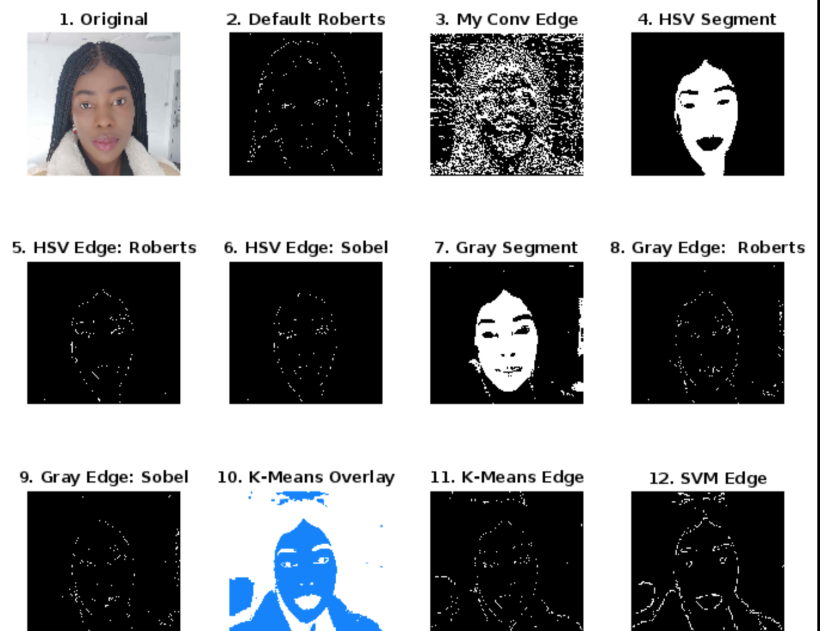 1. Original
2. Default Roberts
3. My Conv Edge
4. HSV Segment
5. HSV Edge: Roberts
6. HSV Edge: Sobel
7. Gray Segment
8. Gray Edge:  Roberts
9. Gray Edge: Sobel
10. K-Means Overlay
11. K-Means Edge
12. SVM Edge